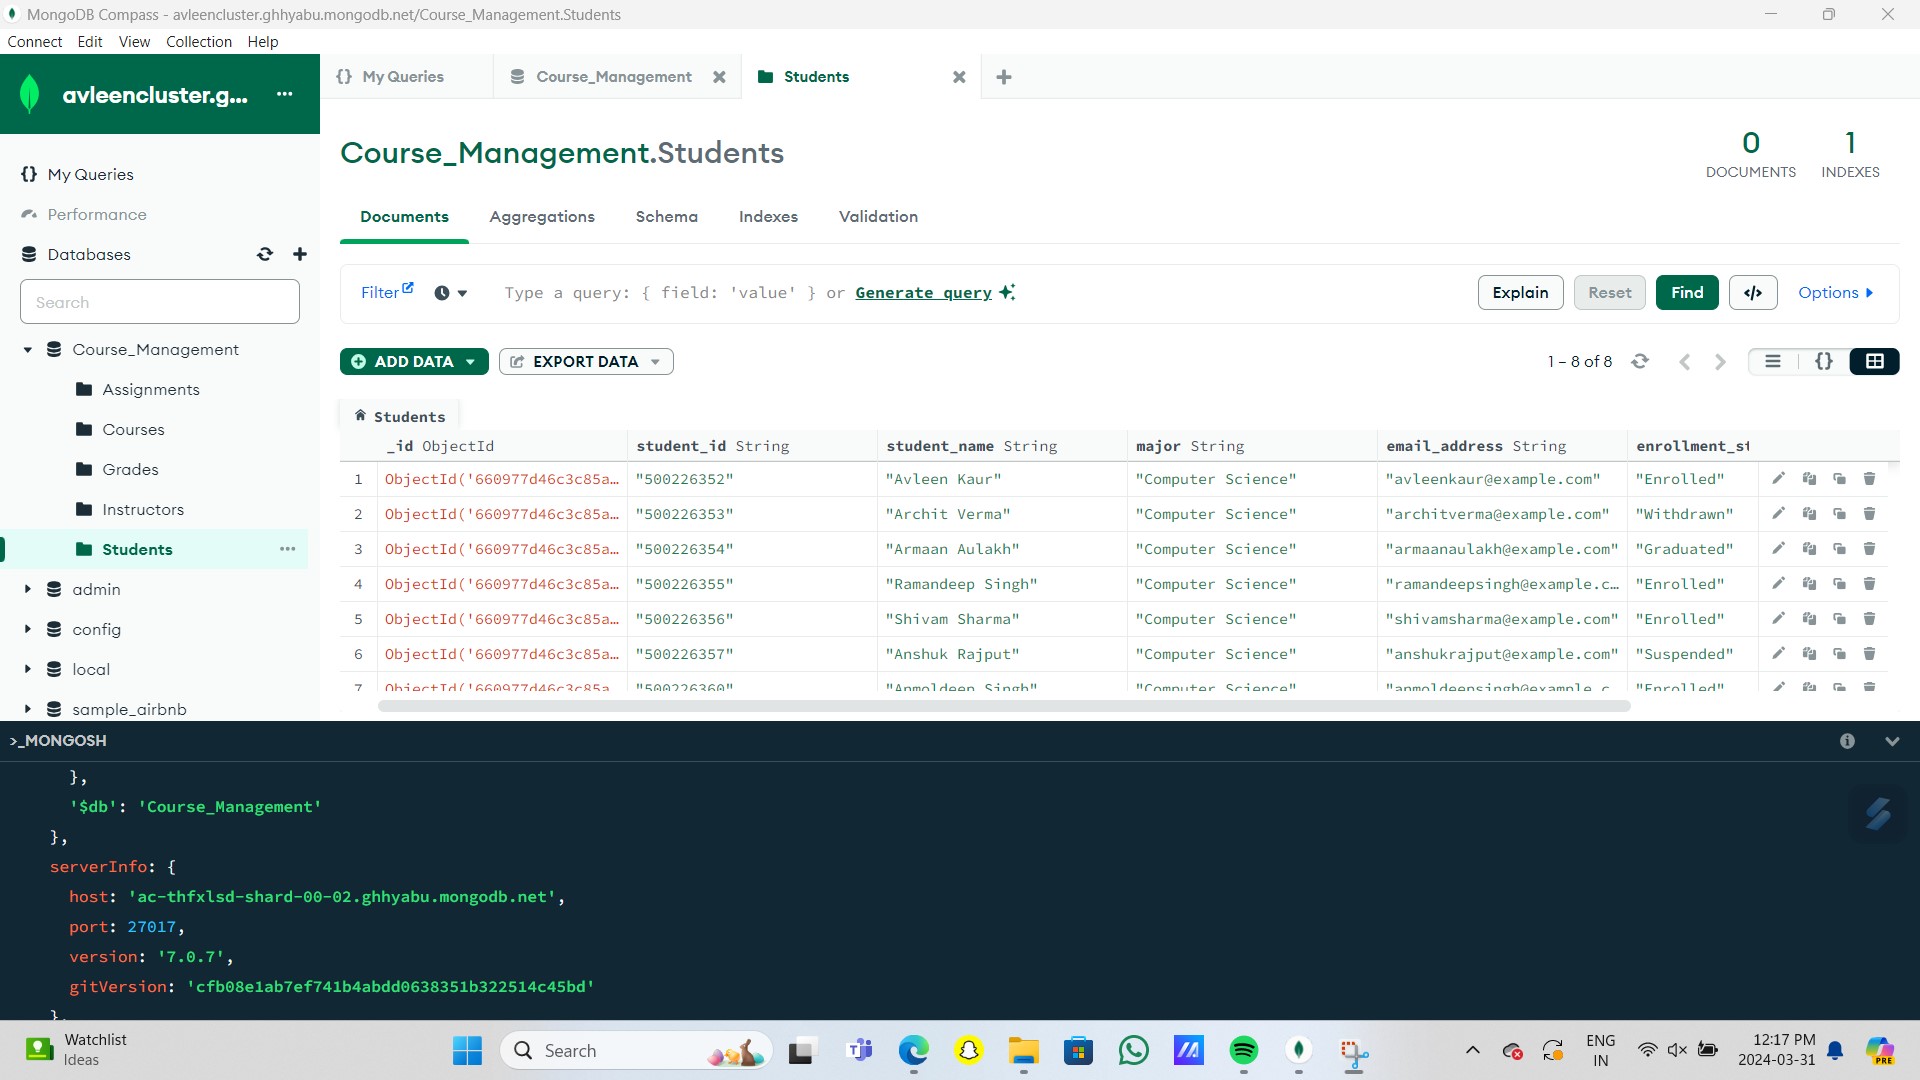 MongoDB Compass - avleencluster.ghhyabu.mongodb.net/Course_Management.Students
Connect Edit View Collection Help
avleencluster.g...
My Queries
Course_Management
Students
Course_Management.Students
0
DOCUMENTS
1
INDEXES
My Queries
Performance
Databases
Search
Course_Management
Assignments
Courses
Grades
Instructors
Students
admin
config
local
sample_airbnb
Documents Aggregations Schema Indexes Validation
Filter Type a query: { field: 'value' } or Generate query Explain Reset Find </> Options
ADD DATA EXPORT DATA 1 – 8 of 8 {}
Students
_id ObjectId student_id String student_name String major String email_address String enrollment_st
1 ObjectId('660977d46c3c85a… "500226352" "Avleen Kaur" "Computer Science" "avleenkaur@example.com" "Enrolled"
2 ObjectId('660977d46c3c85a… "500226353" "Archit Verma" "Computer Science" "architverma@example.com" "Withdrawn"
3 ObjectId('660977d46c3c85a… "500226354" "Armaan Aulakh" "Computer Science" "armaanaulakh@example.com" "Graduated"
4 ObjectId('660977d46c3c85a… "500226355" "Ramandeep Singh" "Computer Science" "ramandeepsingh@example.c… "Enrolled"
5 ObjectId('660977d46c3c85a… "500226356" "Shivam Sharma" "Computer Science" "shivamsharma@example.com" "Enrolled"
6 ObjectId('660977d46c3c85a… "500226357" "Anshuk Rajput" "Computer Science" "anshukrajput@example.com" "Suspended"
7 ObjectId('660977d46c3c85a… "500226360" "Anmoldeep Singh" "Computer Science" "anmoldeepsingh@example.c… "Enrolled"
>_MONGOSH
},
'$db': 'Course_Management'
},
serverInfo: {
host: 'ac-thfxlsd-shard-00-02.ghhyabu.mongodb.net',
port: 27017,
version: '7.0.7',
gitVersion: 'cfb08e1ab7ef741b4abdd0638351b322514c45bd'
},
Watchlist
Ideas
Search
ENG
IN
12:17 PM
2024-03-31
PRE